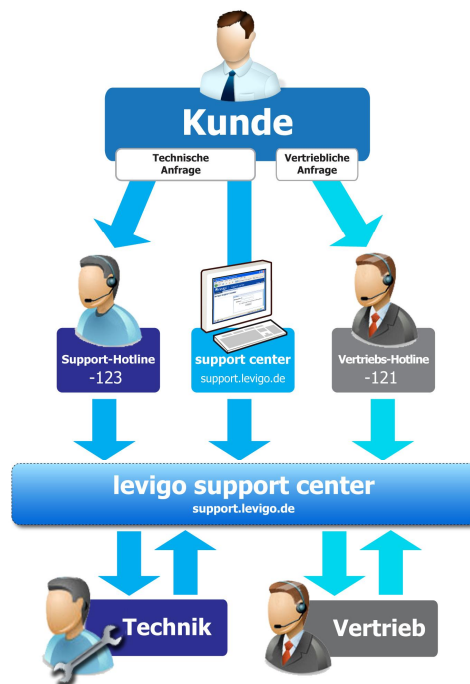 Kunde
Technische
Anfrage
Vertriebliche
Anfrage
Support-Hotline
-123
support center
support.levigo.de
Vertriebs-Hotline
-121
levigo support center
support.levigo.de
Technik
Vertrieb